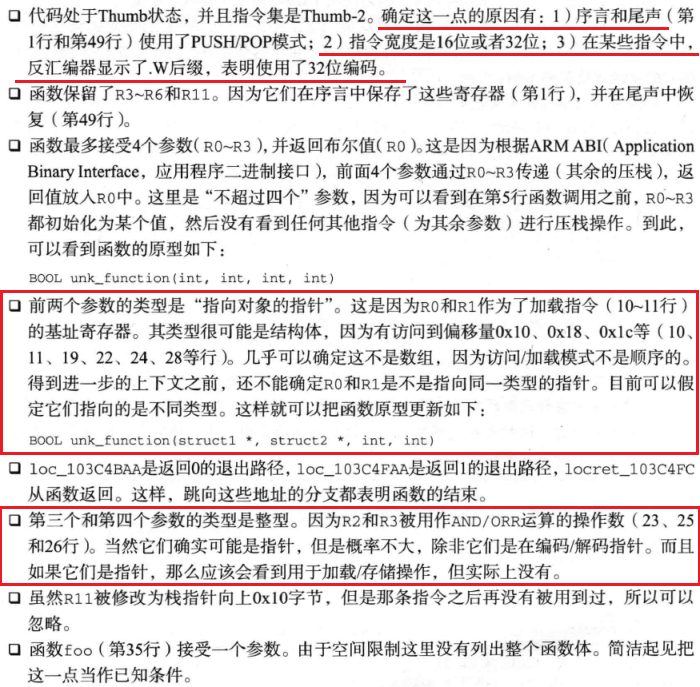 ❑ 代码处于Thumb状态，并且指令集是Thumb-2。确定这一点的原因有：1）序言和尾声（第
1行和第49行）使用了PUSH/POP模式；2）指令宽度是16位或者32位；3）在某些指令中，
反汇编器显示了.W后缀，表明使用了32位编码。
❑ 函数保留了R3~R6和R11。因为它们在序言中保存了这些寄存器（第1行），并在尾声中恢
复（第49行）。
❑ 函数最多接受4个参数（R0~R3），并返回布尔值（R0）。这是因为根据ARM ABI（Application
Binary Interface，应用程序二进制接口），前面4个参数通过R0~R3传递（其余的压栈），返
回值放入R0中。这里是“不超过四个”参数，因为可以看到在第5行函数调用之前，R0~R3
都初始化为某个值，然后没有看到任何其他指令（为其余参数）进行压栈操作。到此，
可以看到函数的原型如下：
BOOL unk_function(int, int, int, int)
❑ 前两个参数的类型是“指向对象的指针”。这是因为R0和R1作为了加载指令（10~11行）
的基址寄存器。其类型很可能是结构体，因为有访问到偏移量0x10、0x18、0x1c等（10、
11、19、22、24、28等行）。几乎可以确定这不是数组，因为访问/加载模式不是顺序的。
得到进一步的上下文之前，还不能确定R0和R1是不是指向同一类型的指针。目前可以假
定它们指向的是不同类型。这样就可以把函数原型更新如下：
BOOL unk_function(struct1 *, struct2 *, int, int)
❑ loc_103C4BAA是返回0的退出路径，loc_103C4FAA是返回1的退出路径，locret_103C4FC
从函数返回。这样，跳向这些地址的分支都表明函数的结束。
❑ 第三个和第四个参数的类型是整型。因为R2和R3被用作AND/ORR运算的操作数（23、25
和26行）。当然它们确实可能是指针，但是概率不大，除非它们是在编码/解码指针。而且
如果它们是指针，那么应该会看到用于加载/存储操作，但实际上没有。
❑ 虽然R11被修改为栈指针向上0x10字节，但是那条指令之后再没有被用到过，所以可以
忽略。
❑ 函数foo（第35行）接受一个参数。由于空间限制这里没有列出整个函数体。简洁起见把
这一点当作已知条件。